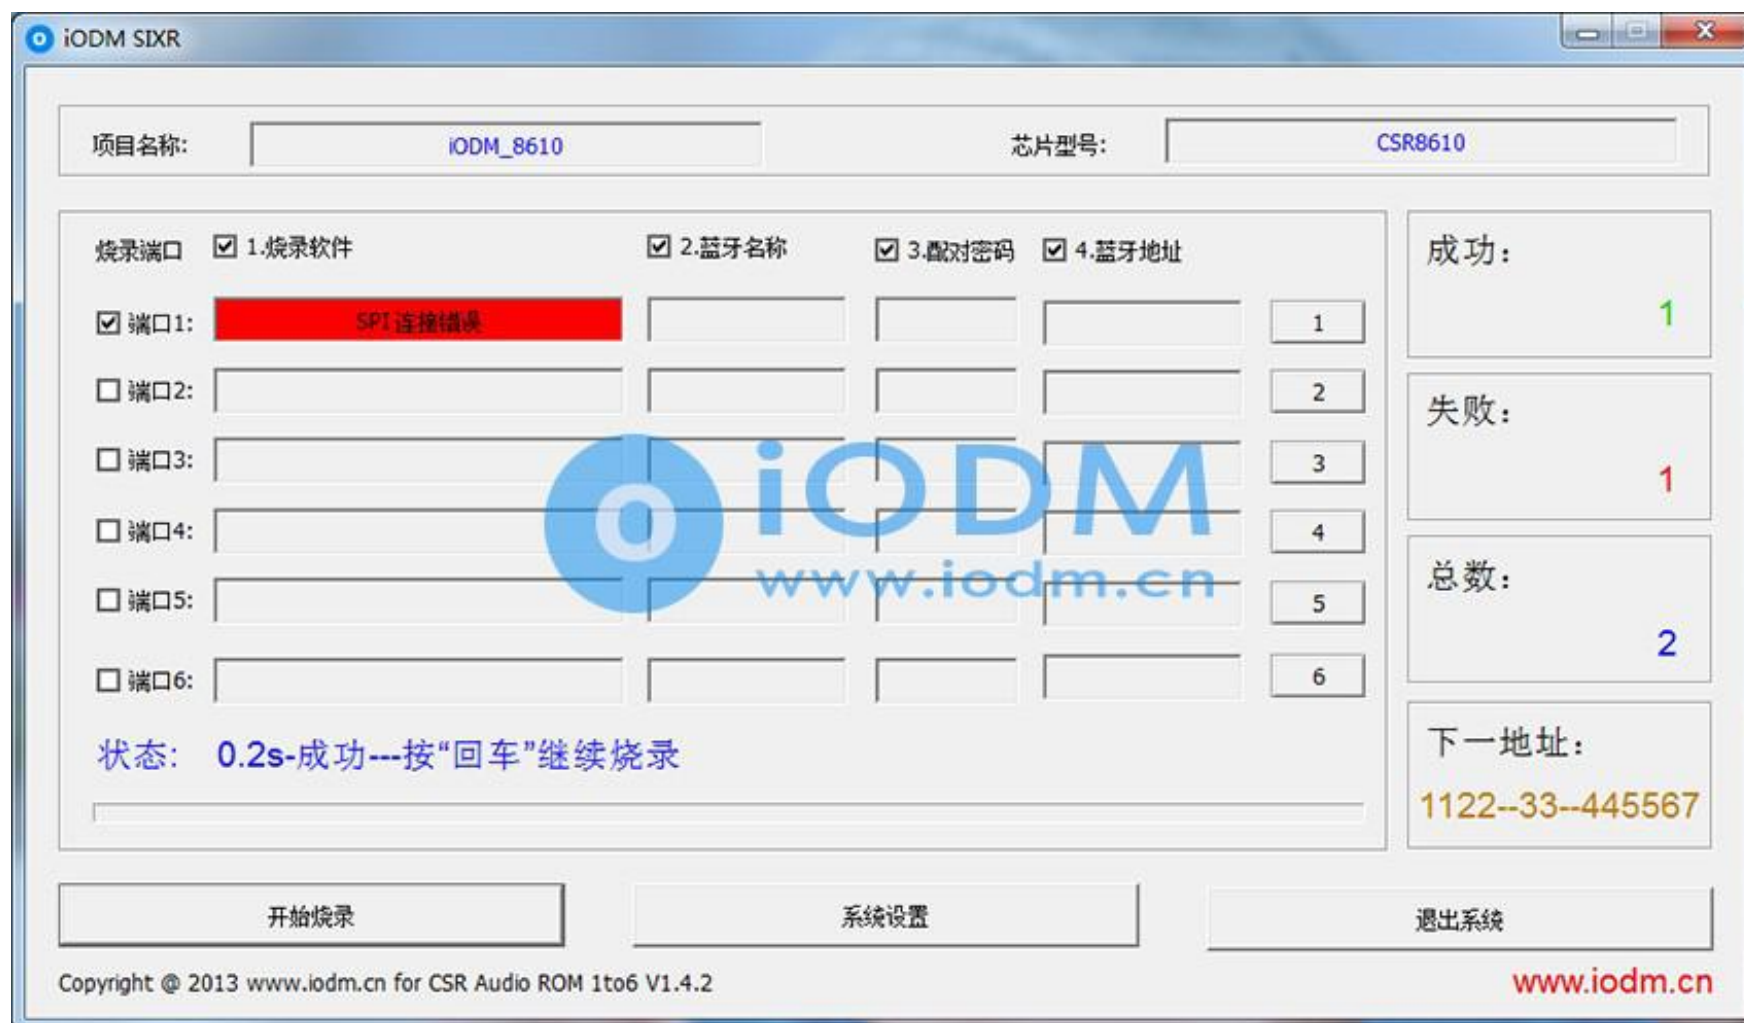 iODM SIXR
项目名称: iODM_8610 芯片型号: CSR8610
烧录端口 1.烧录软件 2.蓝牙名称 3.配对密码 4.蓝牙地址
端口1: SPI连接错误 1
端口2: 2
端口3: 3
端口4: 4
端口5: 5
端口6: 6
iODM
www.iodm.cn
状态: 0.2s-成功---按“回车”继续烧录
成功:
1
失败:
1
总数:
2
下一地址:
1122--33--445567
开始烧录 系统设置 退出系统
Copyright @ 2013 www.iodm.cn for CSR Audio ROM 1to6 V1.4.2 www.iodm.cn